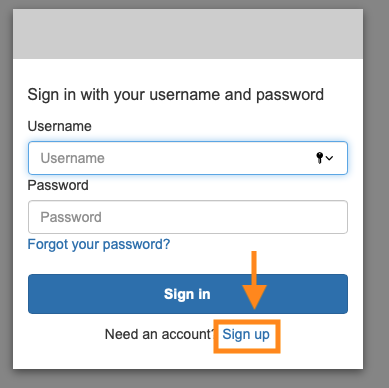 Sign in with your username and password
Username
Username
Password
Password
Forgot your password?
Sign in
Need an account? Sign up